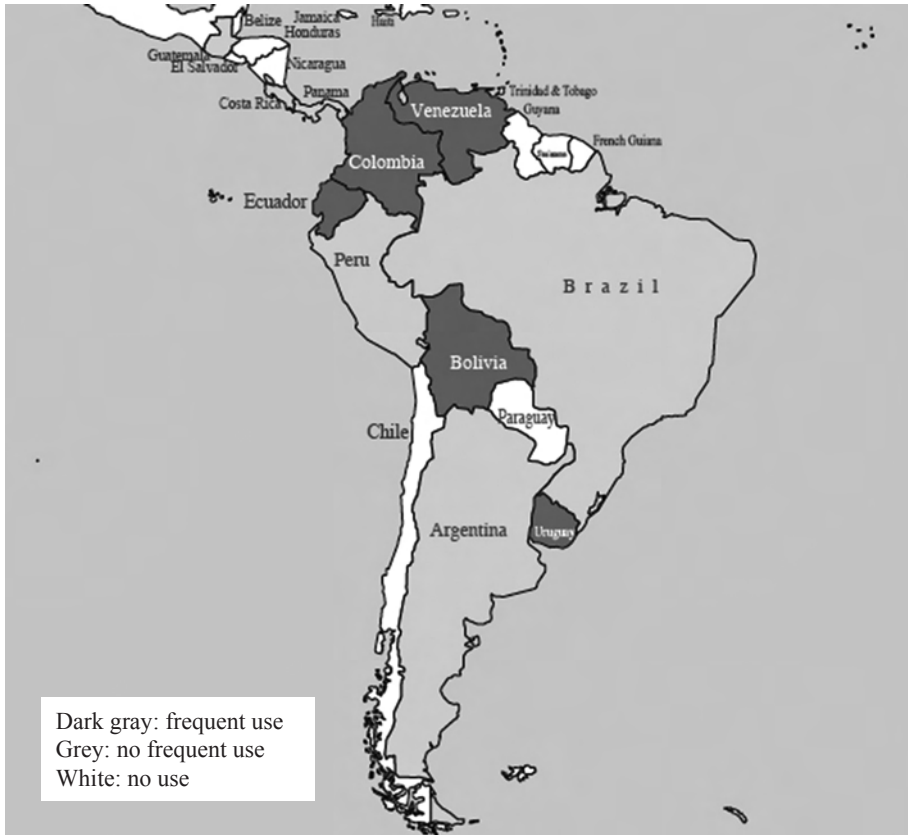 Belize
Jamaica
Haiti
Honduras
Guatemala
El Salvador
Nicaragua
Costa Rica
Panama
Trinidad & Tobago
Venezuela
Guyana
French Guiana
Suriname
Colombia
Ecuador
Peru
Brazil
Bolivia
Paraguay
Chile
Argentina
Uruguay
Dark gray: frequent use
Grey: no frequent use
White: no use